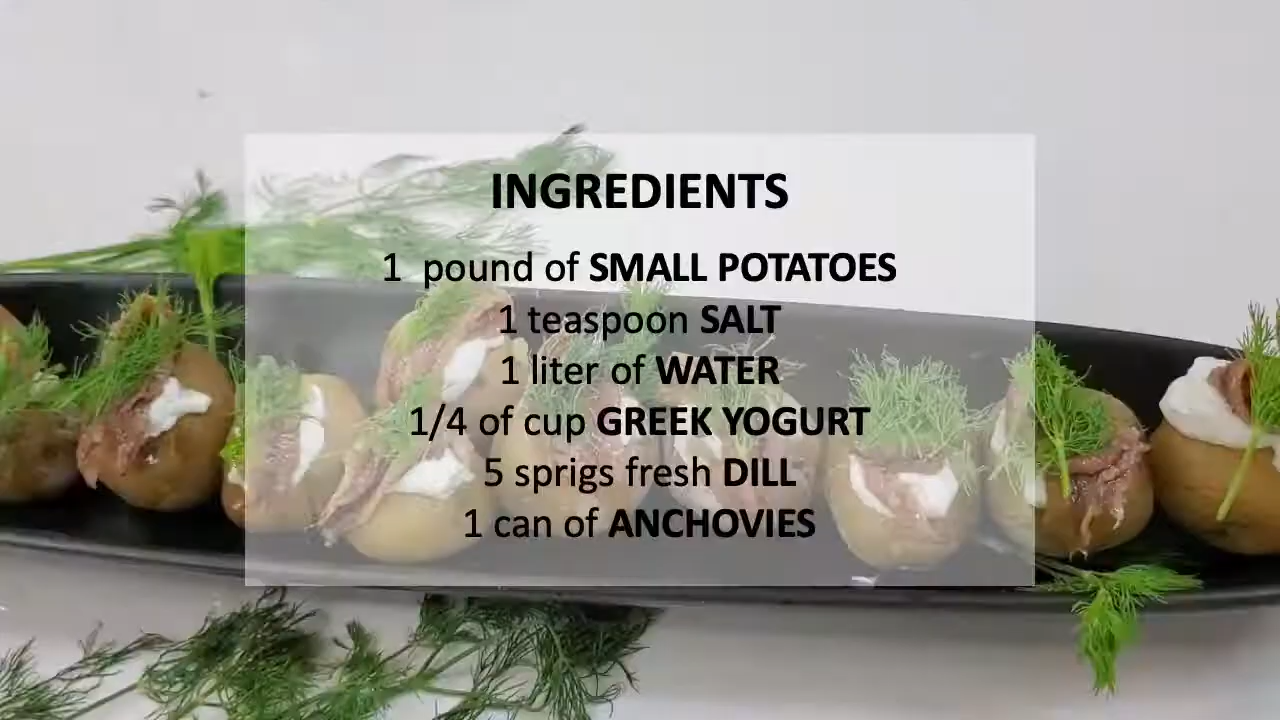 INGREDIENTS
1 pound of SMALL POTATOES
1 teaspoon SALT
1 liter of WATER
1/4 of cup GREEK YOGURT
5 sprigs fresh DILL
1 can of ANCHOVIES